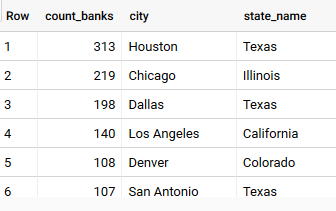 Row count_banks city state_name
1 313 Houston Texas
2 219 Chicago Illinois
3 198 Dallas Texas
4 140 Los Angeles California
5 108 Denver Colorado
6 107 San Antonio Texas